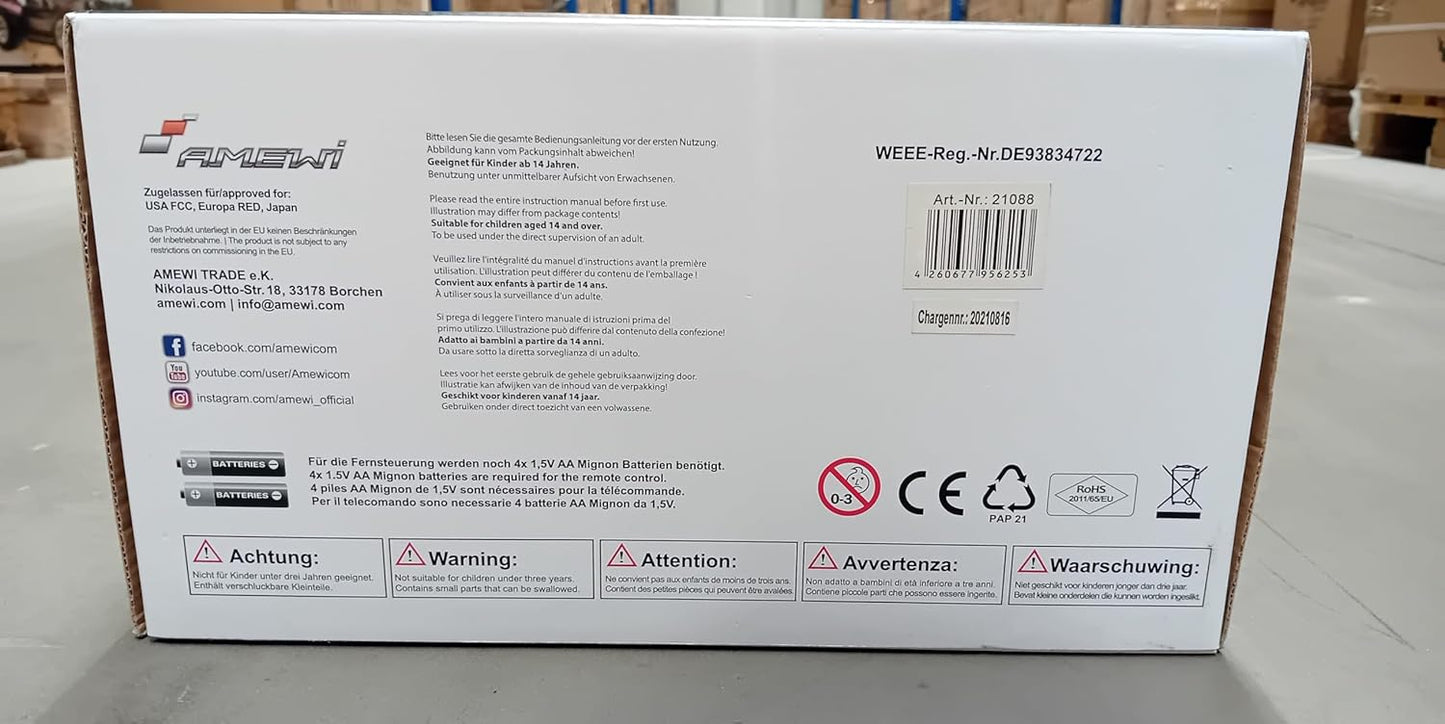 AMEWI
Zugelassen für/approved for:
USA FCC, Europa RED, Japan
Das Produkt unterliegt in der EU keinen Beschränkungen
der Inbetriebnahme. | The product is not subject to any
restrictions on commissioning in the EU.
AMEWI TRADE e.K.
Nikolaus-Otto-Str. 18, 33178 Borchen
amewi.com | info@amewi.com
facebook.com/amewicom
You
Tube
youtube.com/user/Amewicom
instagram.com/amewi_official
Bitte lesen Sie die gesamte Bedienungsanleitung vor der ersten Nutzung.
Abbildung kann vom Packungsinhalt abweichen!
Geeignet für Kinder ab 14 Jahren.
Benutzung unter unmittelbarer Aufsicht von Erwachsenen.
Please read the entire instruction manual before first use.
Illustration may differ from package contents!
Suitable for children aged 14 and over.
To be used under the direct supervision of an adult.
Veuillez lire l'intégralité du manuel d'instructions avant la première
utilisation. L'illustration peut différer du contenu de l'emballage !
Convient aux enfants à partir de 14 ans.
À utiliser sous la surveillance d'un adulte.
Si prega di leggere l'intero manuale di istruzioni prima del
primo utilizzo. L'illustrazione può differire dal contenuto della confezione!
Adatto ai bambini a partire da 14 anni.
Da usare sotto la diretta sorveglianza di un adulto.
Lees voor het eerste gebruik de gehele gebruiksaanwijzing door.
Illustratie kan afwijken van de inhoud van de verpakking!
Geschikt voor kinderen vanaf 14 jaar.
Gebruiken onder direct toezicht van een volwassene.
WEEE-Reg.-Nr.DE93834722
Art.-Nr.: 21088
4 260677 956253
Chargennr.: 20210816
BATTERIES
BATTERIES
Für die Fernsteuerung werden noch 4x 1,5V AA Mignon Batterien benötigt.
4x 1.5V AA Mignon batteries are required for the remote control.
4 piles AA Mignon de 1,5V sont nécessaires pour la télécommande.
Per il telecomando sono necessarie 4 batterie AA Mignon da 1,5V.
0-3
CE
PAP 21
RoHS
2011/65/EU
Achtung:
Nicht für Kinder unter drei Jahren geeignet.
Enthält verschluckbare Kleinteile.
Warning:
Not suitable for children under three years.
Contains small parts that can be swallowed.
Attention:
Ne convient pas aux enfants de moins de trois ans.
Contient des petites pièces qui peuvent être avalées.
Avvertenza:
Non adatto a bambini di età inferiore a tre anni.
Contiene piccole parti che possono essere ingerite.
Waarschuwing:
Niet geschikt voor kinderen jonger dan drie jaar.
Bevat kleine onderdelen die kunnen worden ingeslikt.